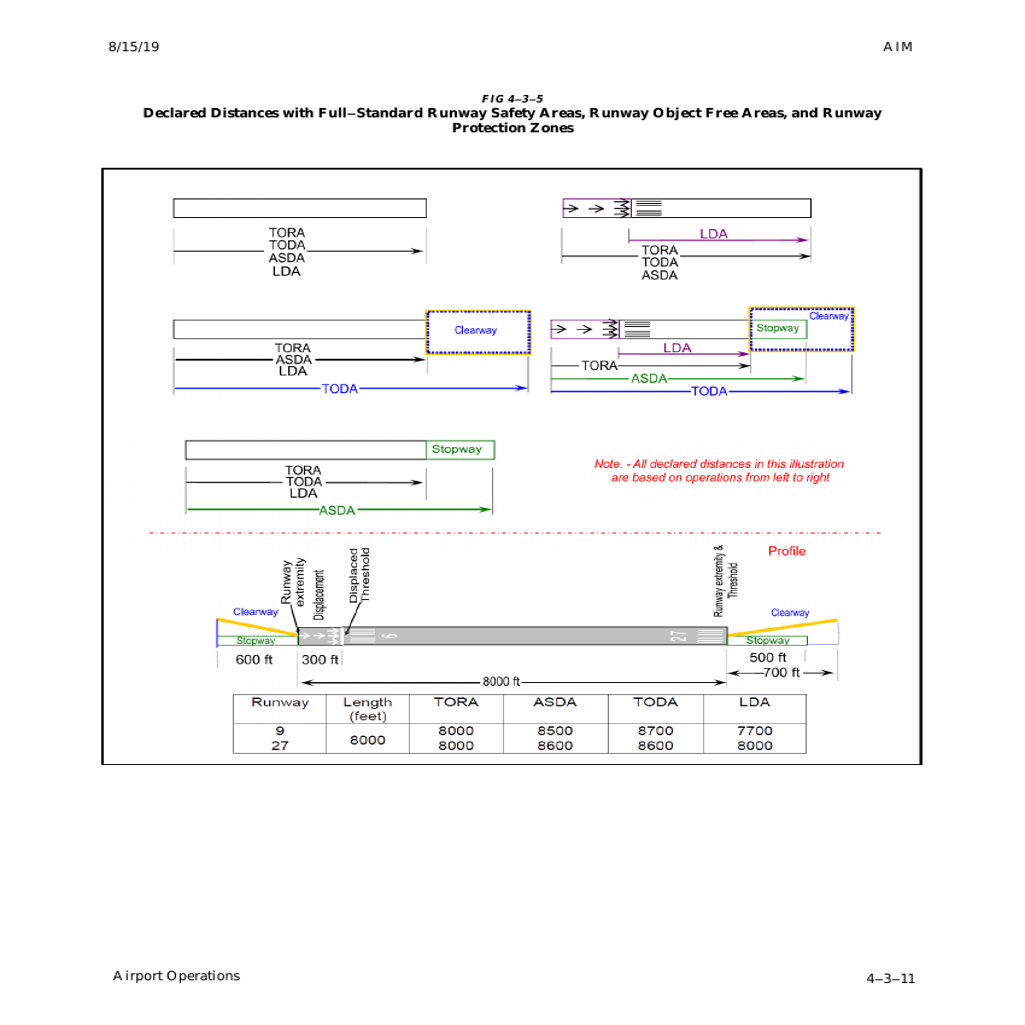 8/15/19
AIM
FIG 4–3–5
Declared Distances with Full–Standard Runway Safety Areas, Runway Object Free Areas, and Runway
Protection Zones
TORA
TODA
ASDA
LDA
LDA
TORA
TODA
ASDA
Clearway
TORA
ASDA
LDA
TODA
Clearway
Stopway
LDA
TORA
ASDA
TODA
Stopway
TORA
TODA
LDA
ASDA
Note. - All declared distances in this illustration
are based on operations from left to right
Profile
Runway
extremity
Displacement
Displaced
Threshold
Runway extremity &
Threshold
Clearway
Clearway
Stopway
9
27
Stopway
600 ft
300 ft
500 ft
700 ft
8000 ft
Runway Length (feet) TORA ASDA TODA LDA
9 8000 8000 8500 8700 7700
27 8000 8600 8600 8000
Airport Operations
4–3–11